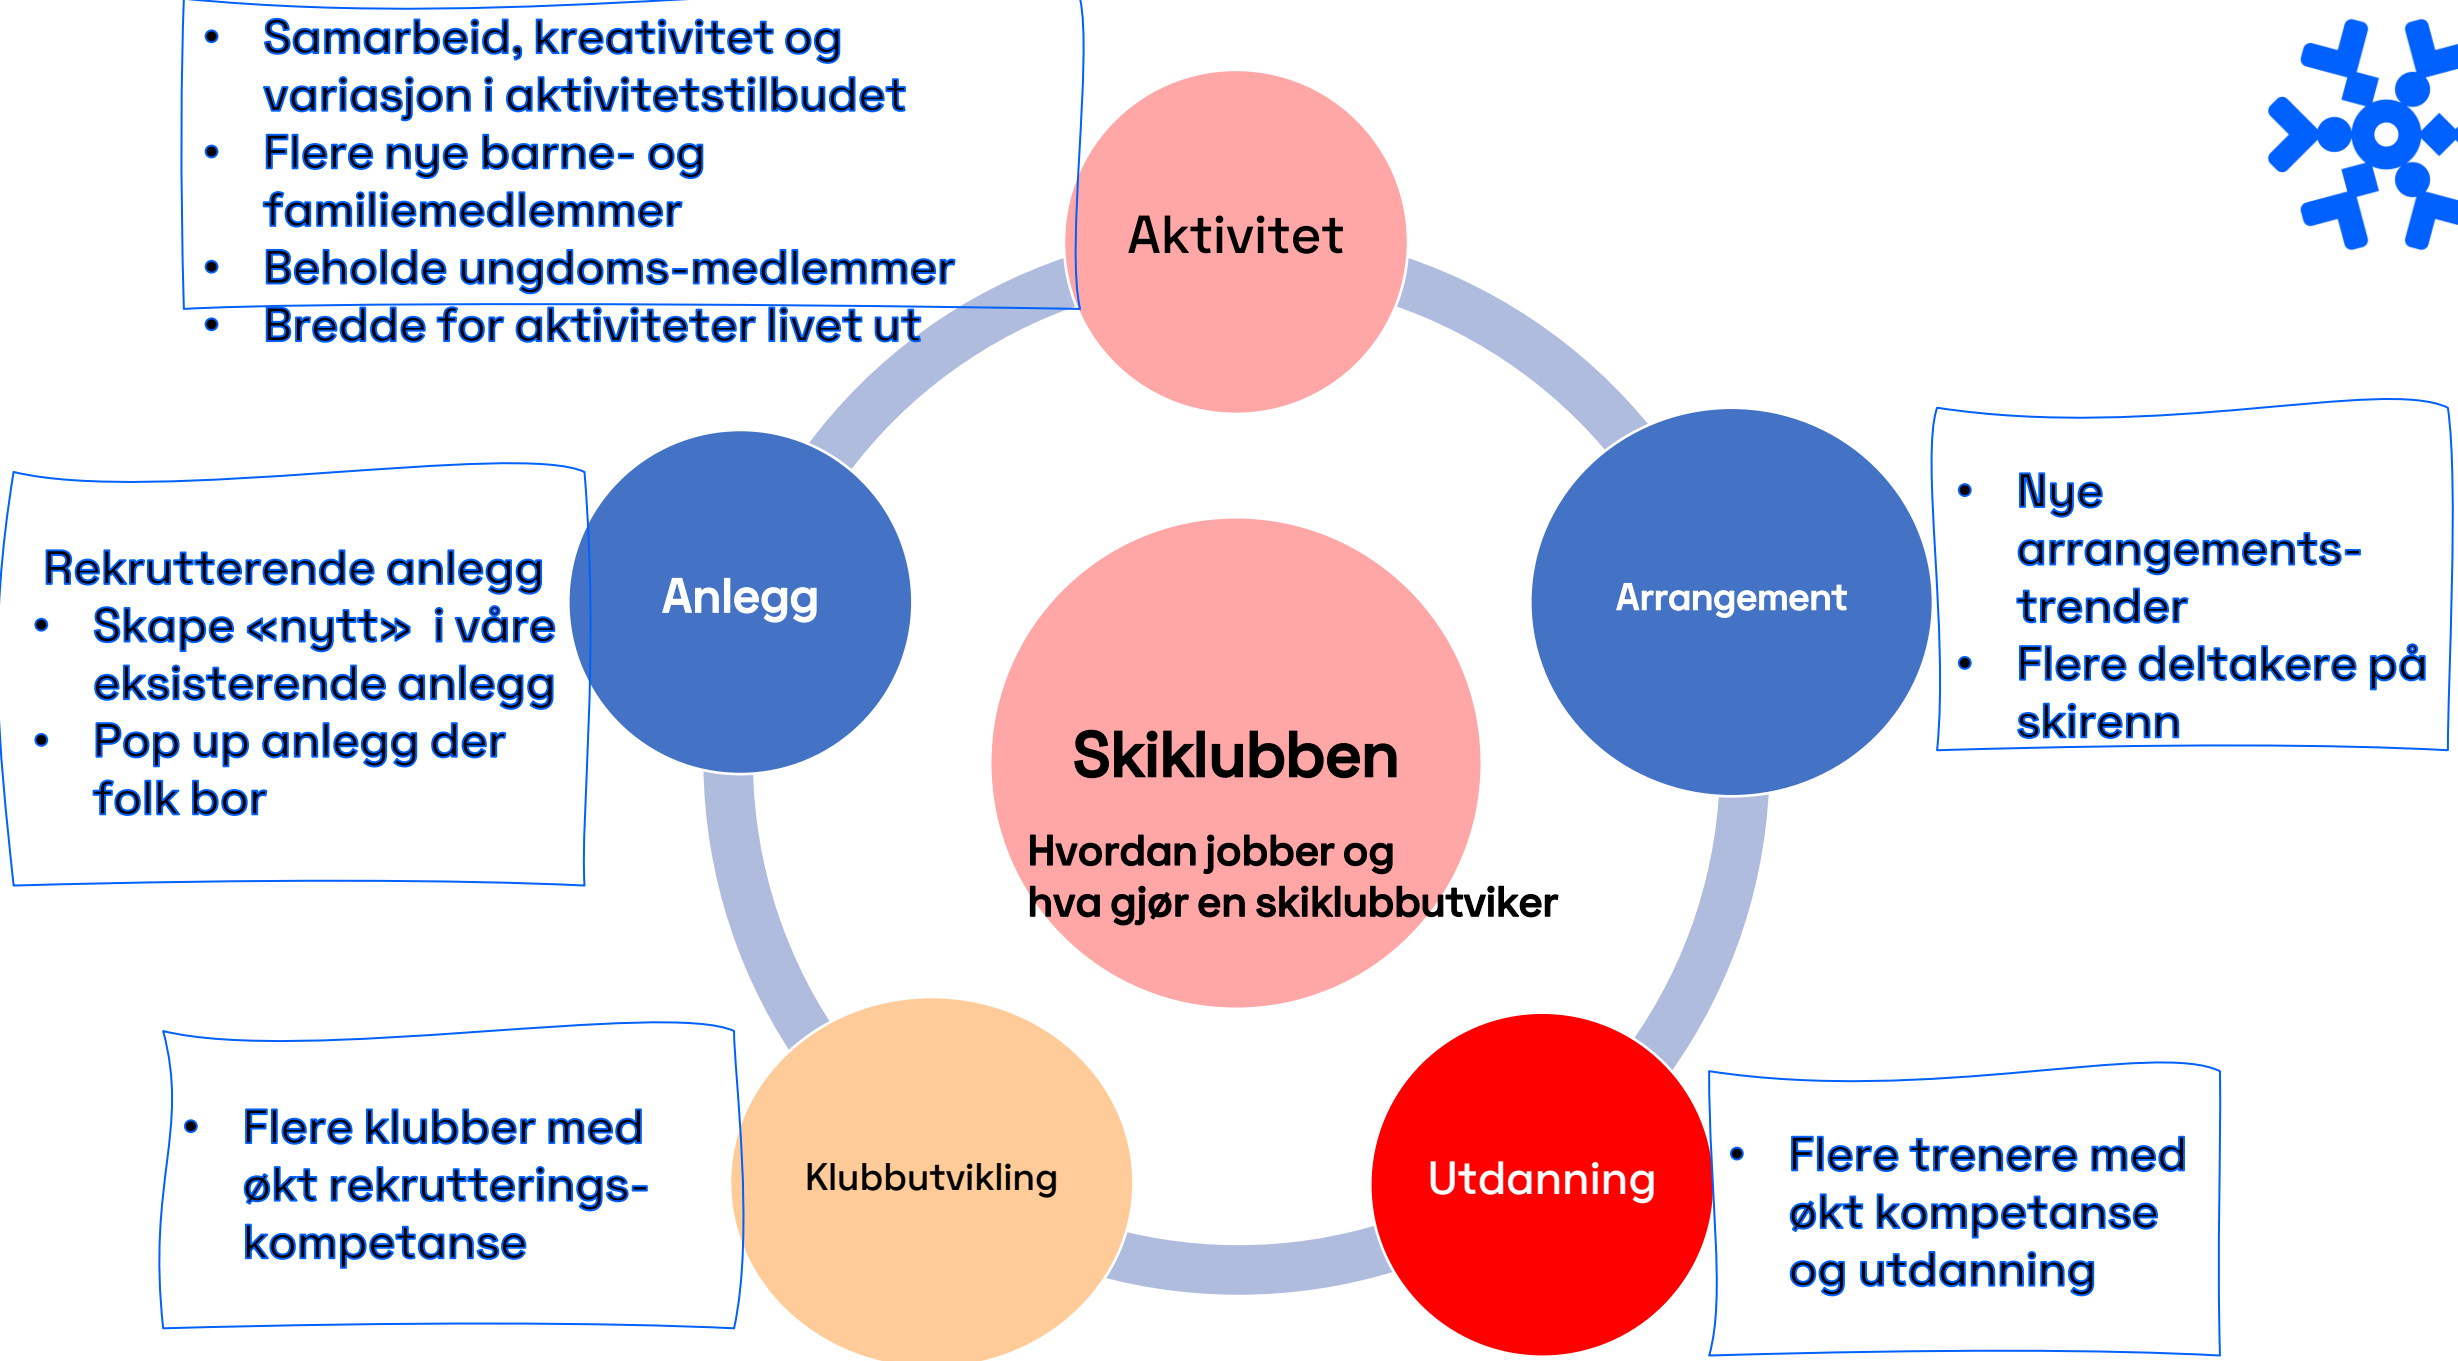 • Samarbeid, kreativitet og
variasjon i aktivitetstilbudet
• Flere nye barne- og
familiemedlemmer
• Beholde ungdoms-medlemmer
• Bredde for aktiviteter livet ut
Aktivitet
Rekrutterende anlegg
• Skape «nytt»  i våre
eksisterende anlegg
• Pop up anlegg der
folk bor
Anlegg
Arrangement
• Nye
arrangements-
trender
• Flere deltakere på
skirenn
Skiklubben
Hvordan jobber og
hva gjør en skiklubbutviker
• Flere klubber med
økt rekrutterings-
kompetanse
Klubbutvikling
Utdanning
• Flere trenere med
økt kompetanse
og utdanning